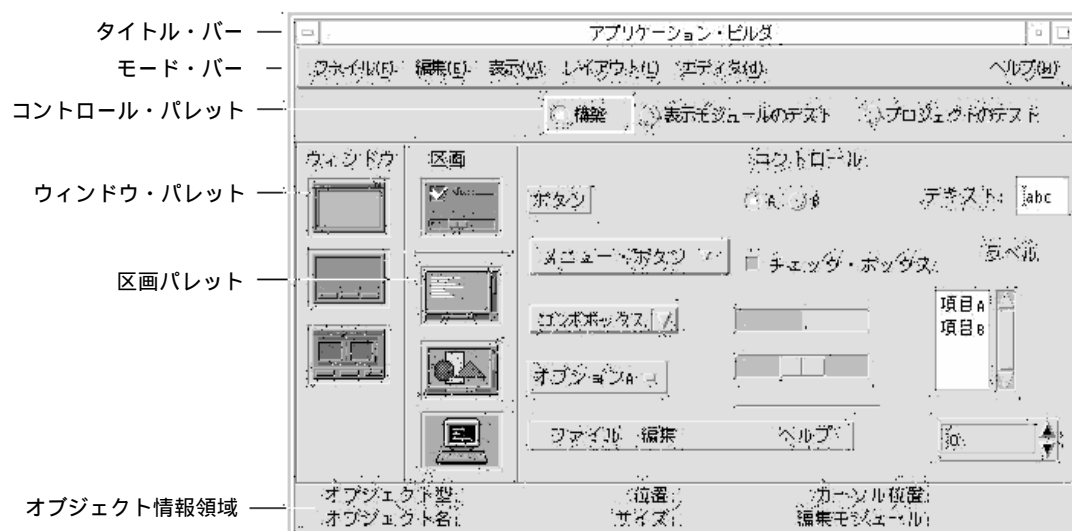 タイトル・バー
アプリケーション・ビルダ
モード・バー
ファイル(F) 編集(E) 表示(V) レイアウト(L) エディタ(d) ヘルプ(H)
コントロール・パレット
構築 表示モジュールのテスト プロジェクトのテスト
ウィンドウ 区画 コントロール
ウィンドウ・パレット
ボタン A B テキスト: abc
メニュー・ボタン チェック・ボックス ラベル
区画パレット
コンボボックス 項目A
項目B
オプションA
ファイル 編集 ヘルプ 0
オブジェクト情報領域
オブジェクト型: 位置: カーソル位置:
オブジェクト名: サイズ: 編集モジュール: